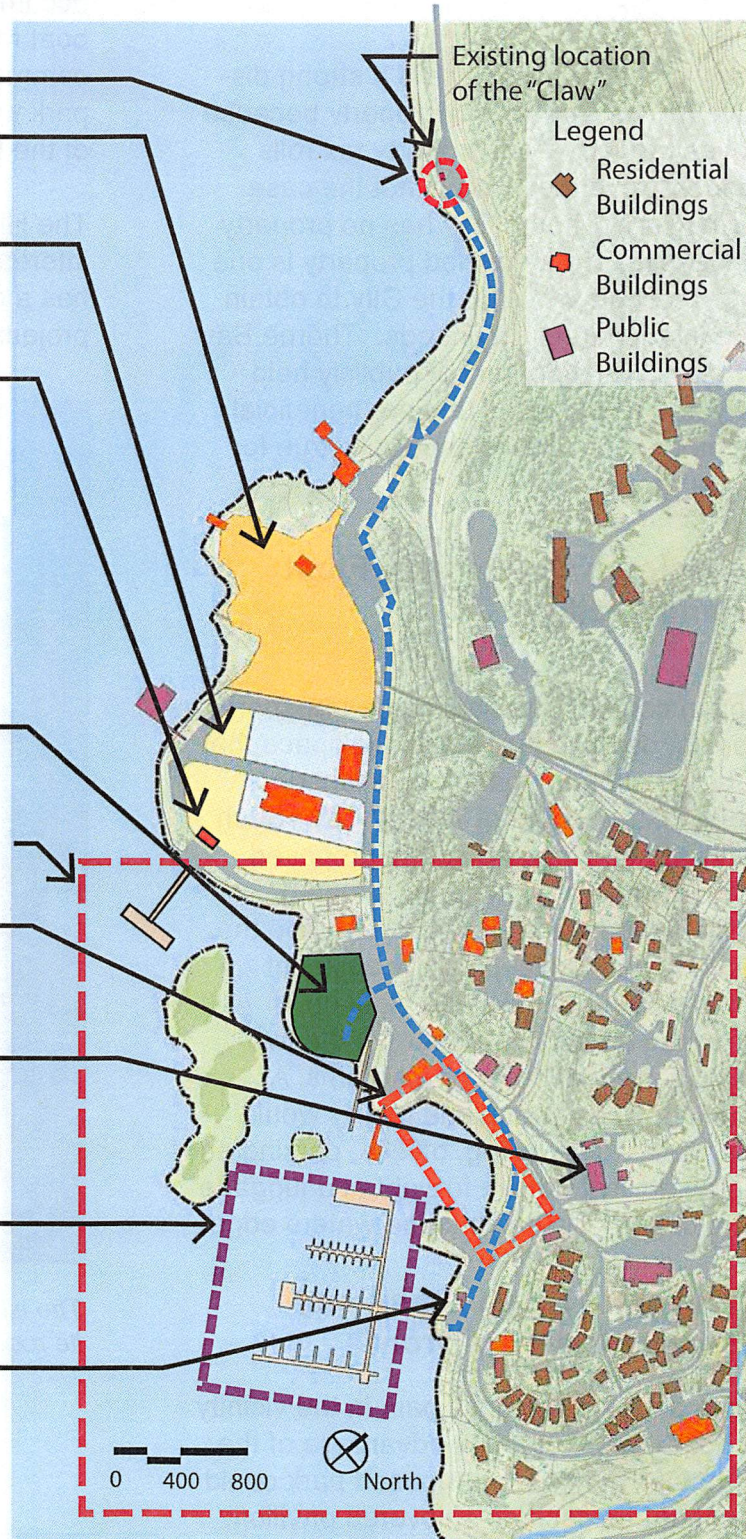 Existing location
of the "Claw"
Legend
Residential
Buildings
Commercial
Buildings
Public
Buildings
0 400 800
North